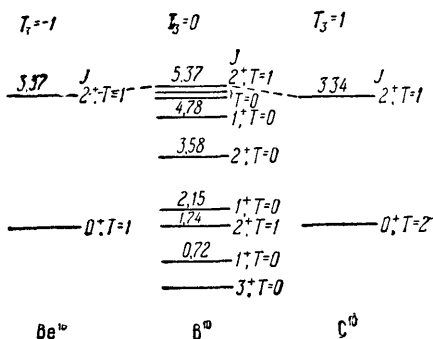 T₃=-1 T₃=0 T₃=1
J
3,37 2⁺,T=1
J
5.37 2⁺T=1
T=0
4,78 1⁺T=0
3,58 2⁺T=0
2,15 1⁺T=0
1,74 2⁺T=1
0,72 1⁺T=0
3⁺T=0
J
3.34 2⁺T=1
0⁺T=1
0⁺T=2
Be¹⁰ B¹⁰ C¹⁰